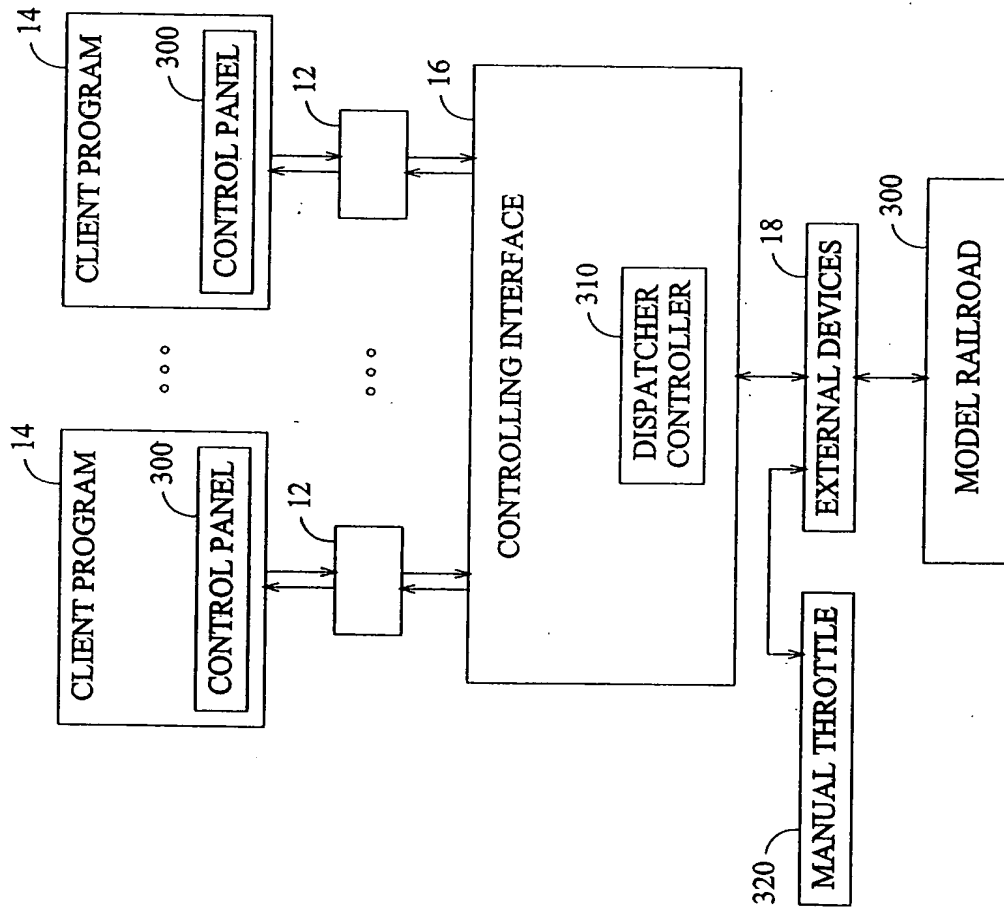 14
CLIENT PROGRAM
300
CONTROL PANEL
14
CLIENT PROGRAM
300
CONTROL PANEL
12
12
16
CONTROLLING INTERFACE
310
DISPATCHER
CONTROLLER
320
MANUAL THROTTLE
18
EXTERNAL DEVICES
300
MODEL RAILROAD